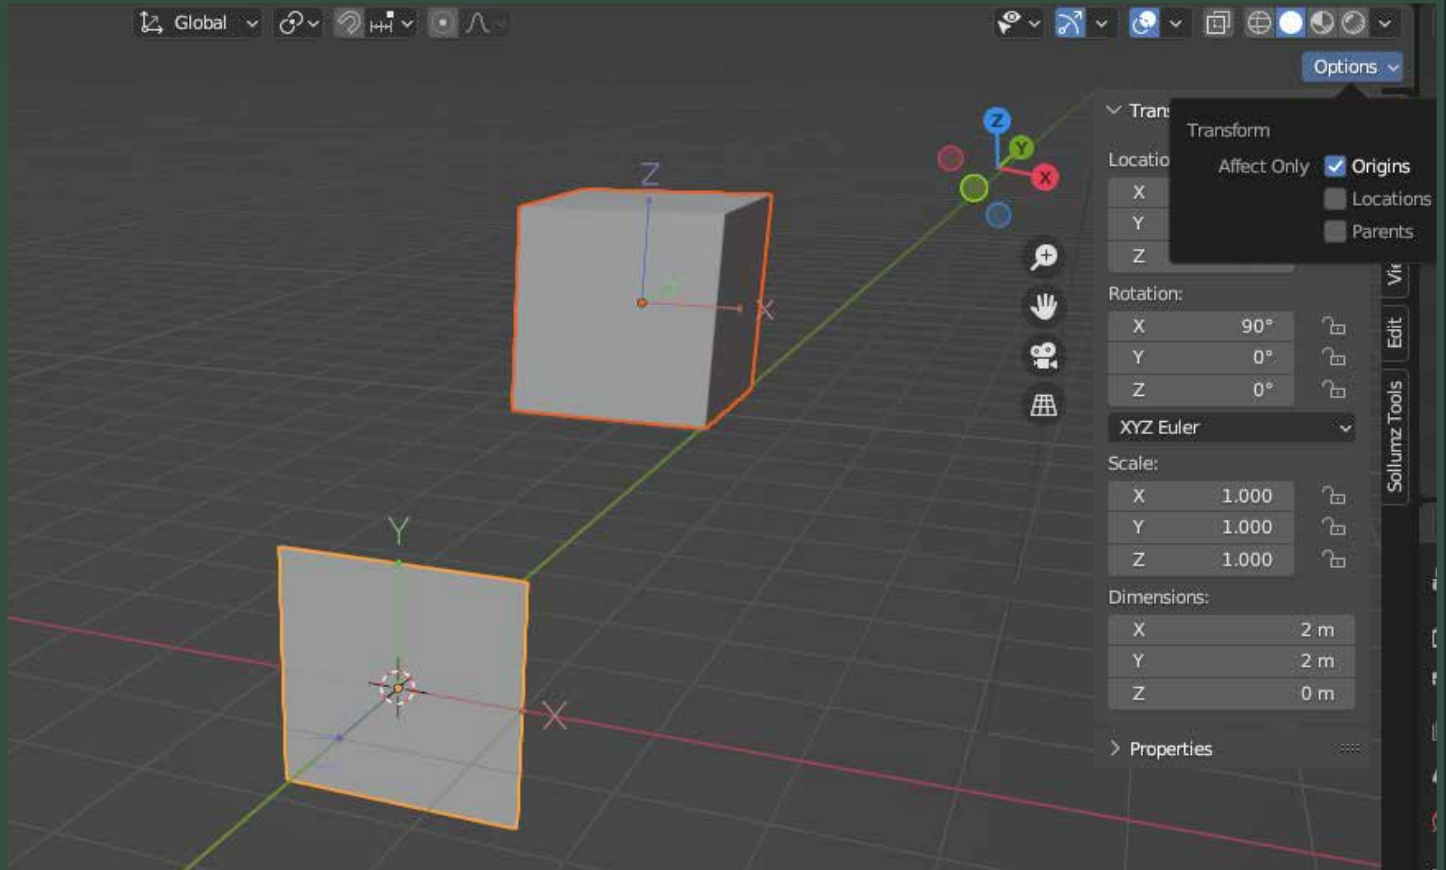 Global
Options
Trans
Transform
Affect Only
Origins
Locations
Parents
Locatio
X
Y
Z
Rotation:
X 90°
Y 0°
Z 0°
XYZ Euler
Scale:
X 1.000
Y 1.000
Z 1.000
Dimensions:
X 2 m
Y 2 m
Z 0 m
Properties
Vie
Edit
Sollumz Tools
Z
Y
X
Z
X
Y
X